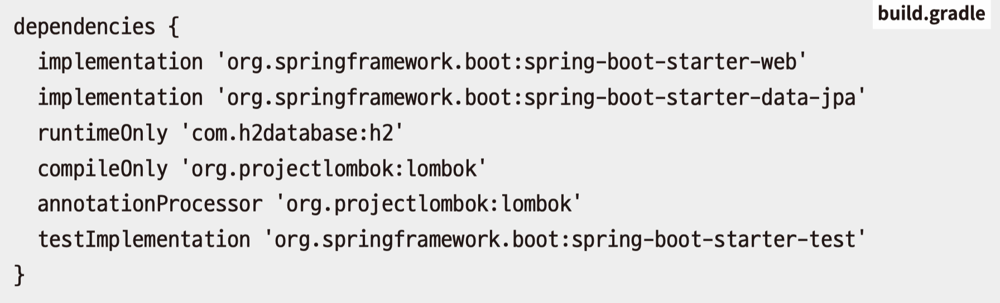 build.gradle
dependencies {
  implementation 'org.springframework.boot:spring-boot-starter-web'
  implementation 'org.springframework.boot:spring-boot-starter-data-jpa'
  runtimeOnly 'com.h2database:h2'
  compileOnly 'org.projectlombok:lombok'
  annotationProcessor 'org.projectlombok:lombok'
  testImplementation 'org.springframework.boot:spring-boot-starter-test'
}